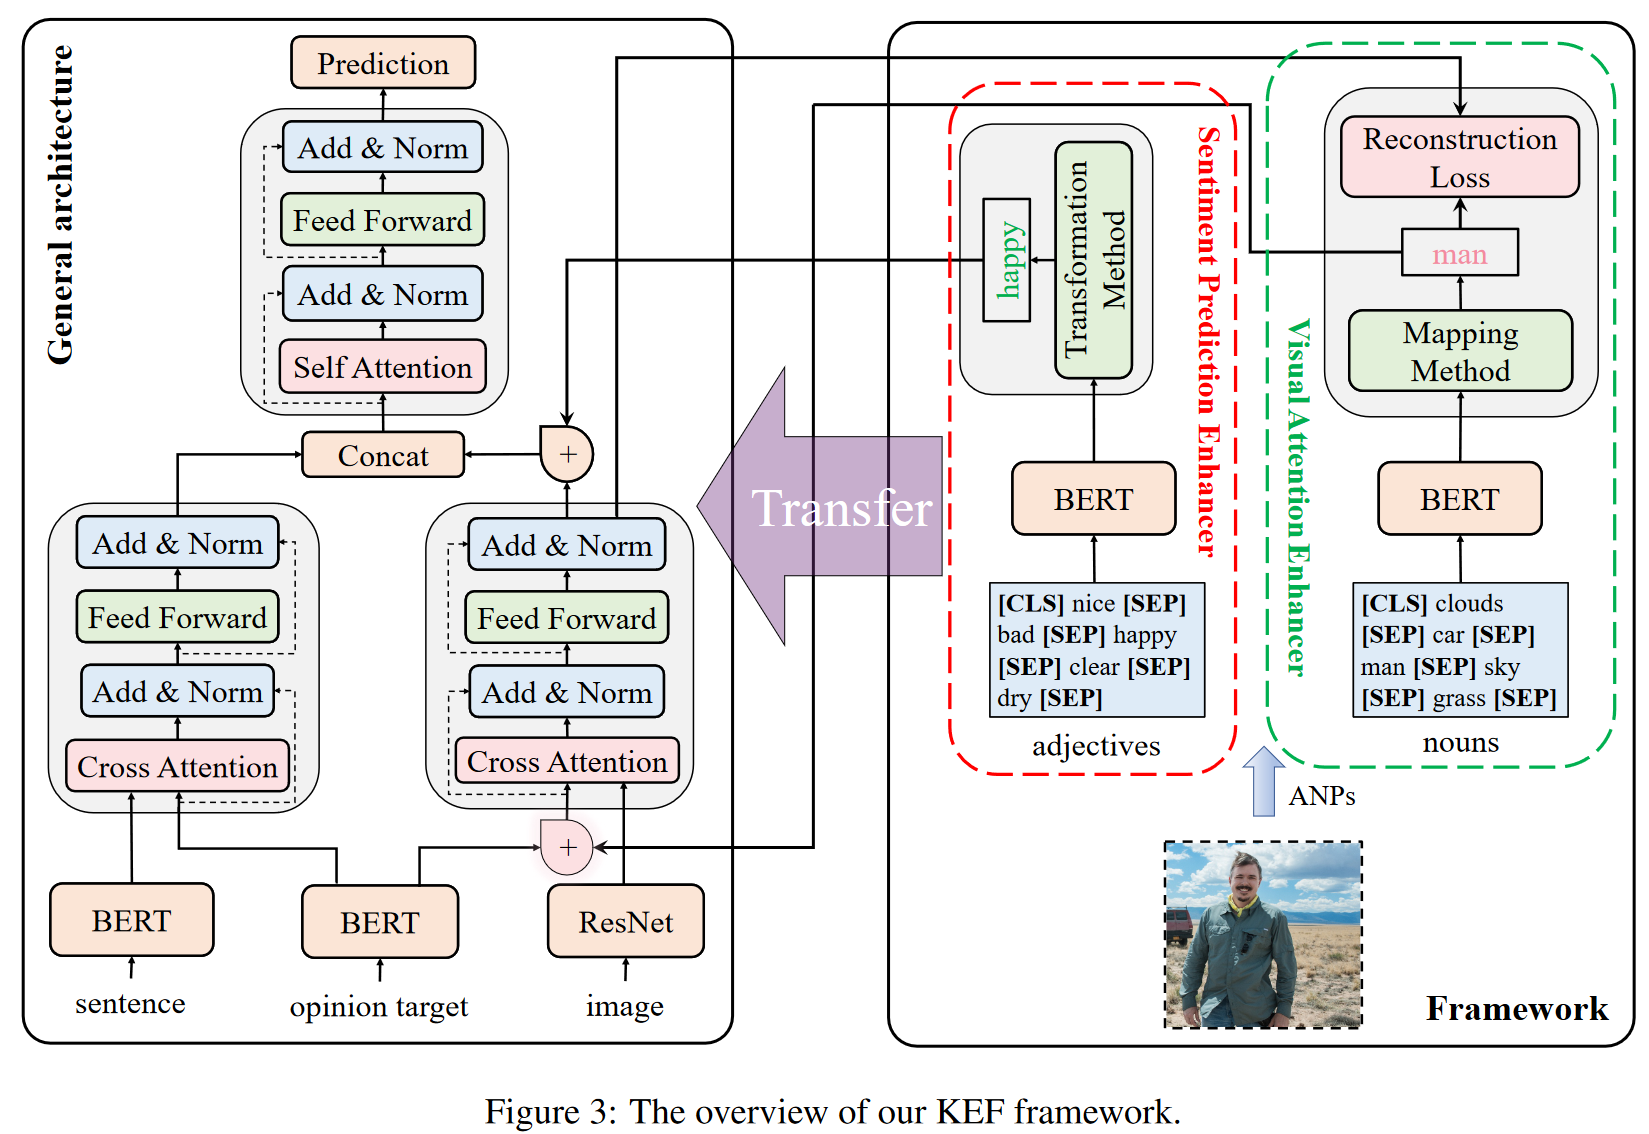 General architecture
Prediction
Add & Norm
Feed Forward
Add & Norm
Self Attention
Concat
+
Add & Norm
Feed Forward
Add & Norm
Cross Attention
Add & Norm
Feed Forward
Add & Norm
Cross Attention
+
BERT
BERT
ResNet
sentence
opinion target
image
Transfer
Sentiment Prediction Enhancer
happy
Transformation
Method
BERT
[CLS] nice [SEP]
bad [SEP] happy
[SEP] clear [SEP]
dry [SEP]
adjectives
Visual Attention Enhancer
Reconstruction
Loss
man
Mapping
Method
BERT
[CLS] clouds
[SEP] car [SEP]
man [SEP] sky
[SEP] grass [SEP]
nouns
ANPs
Framework
Figure 3: The overview of our KEF framework.